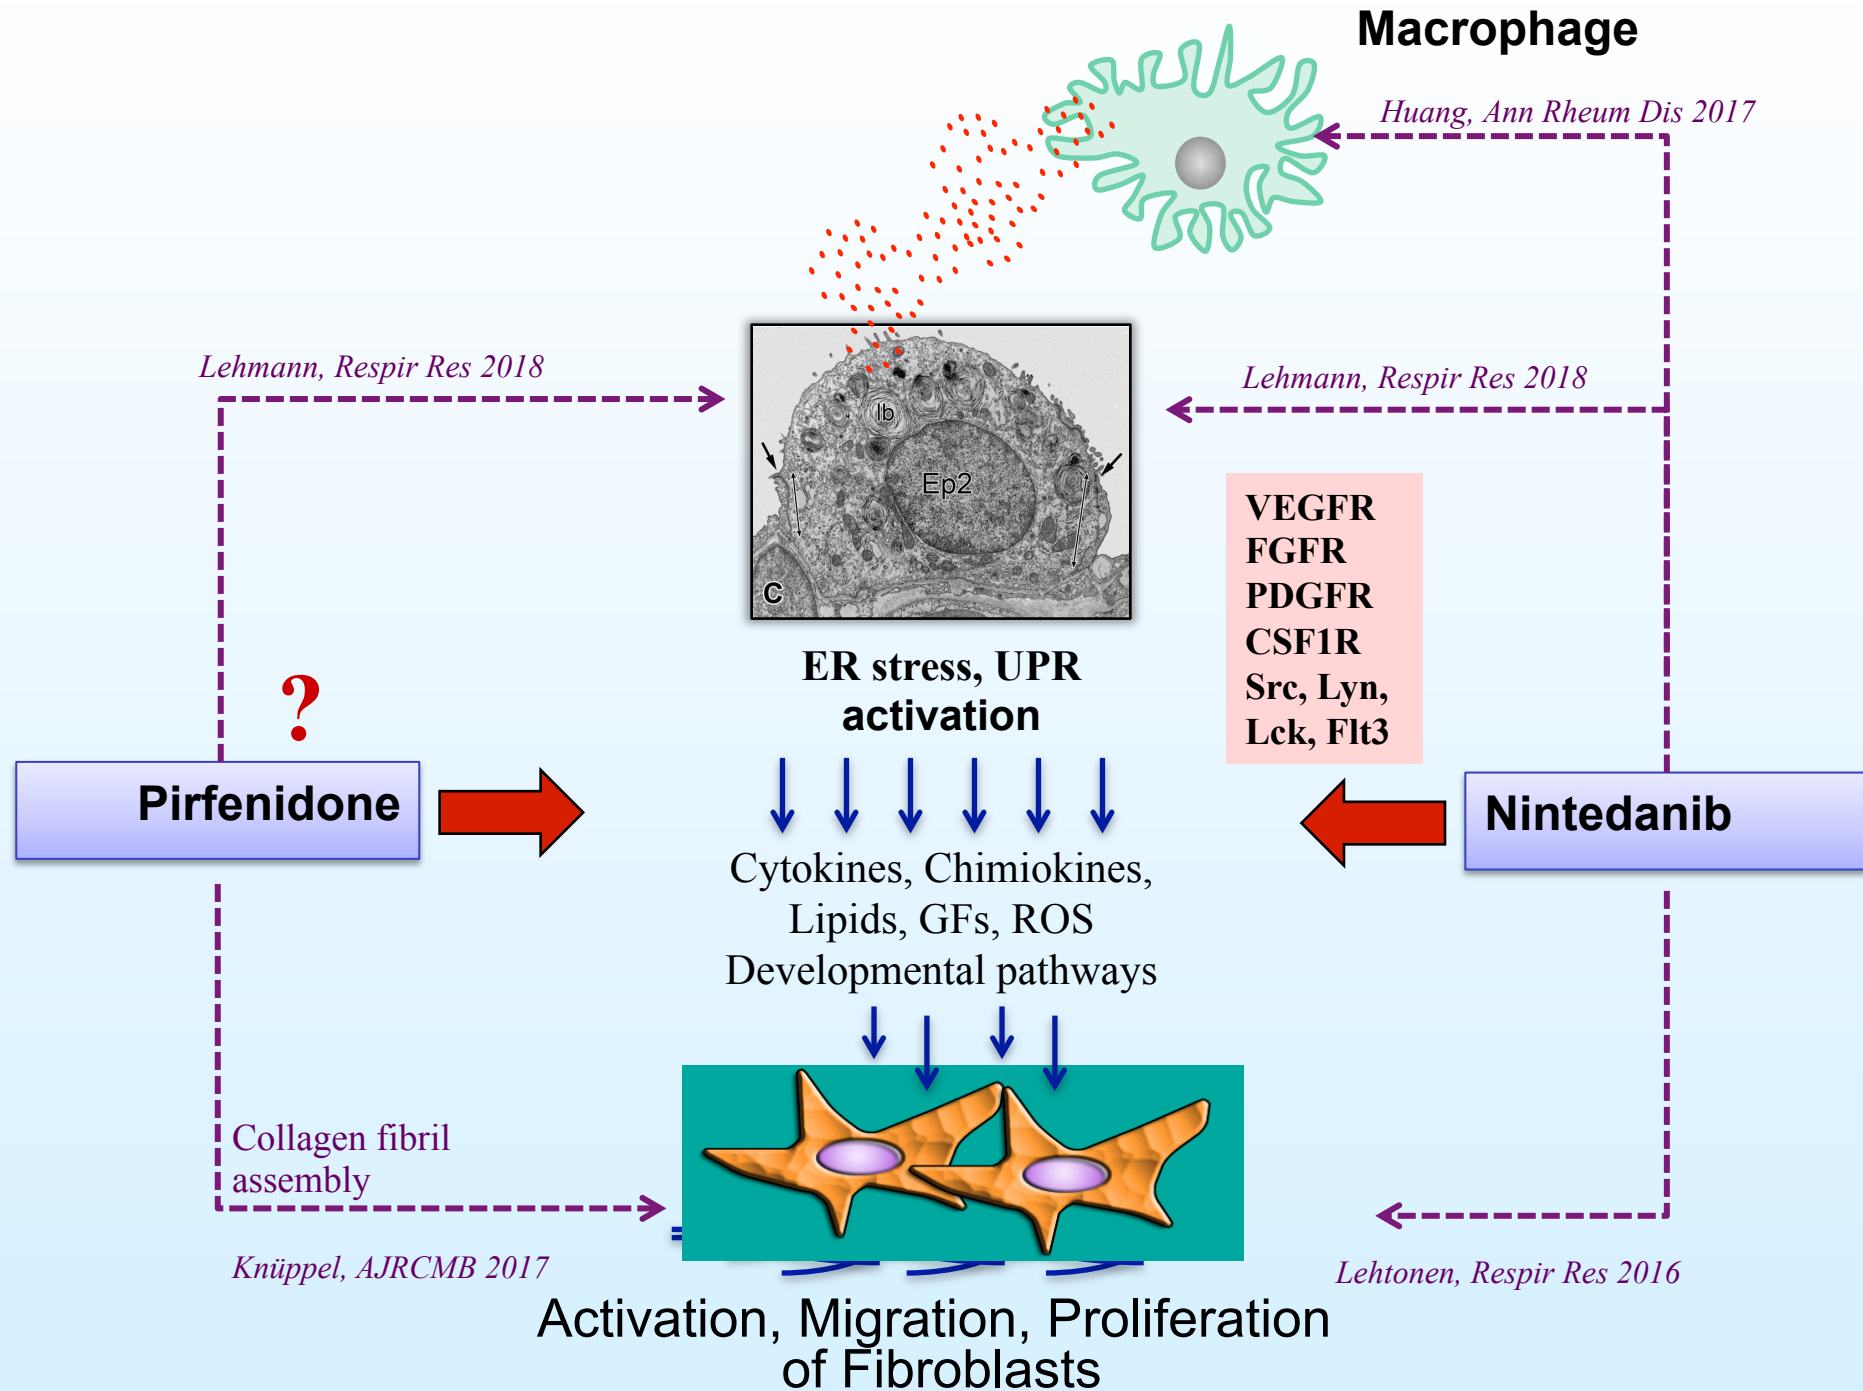 Macrophage
Huang, Ann Rheum Dis 2017
Lehmann, Respir Res 2018
Lehmann, Respir Res 2018
lb
Ep2
C
VEGFR
FGFR
PDGFR
CSF1R
Src, Lyn,
Lck, Flt3
ER stress, UPR
activation
?
Pirfenidone
Nintedanib
Cytokines, Chimiokines,
Lipids, GFs, ROS
Developmental pathways
Collagen fibril
assembly
Knüppel, AJRCMB 2017
Lehtonen, Respir Res 2016
Activation, Migration, Proliferation
of Fibroblasts